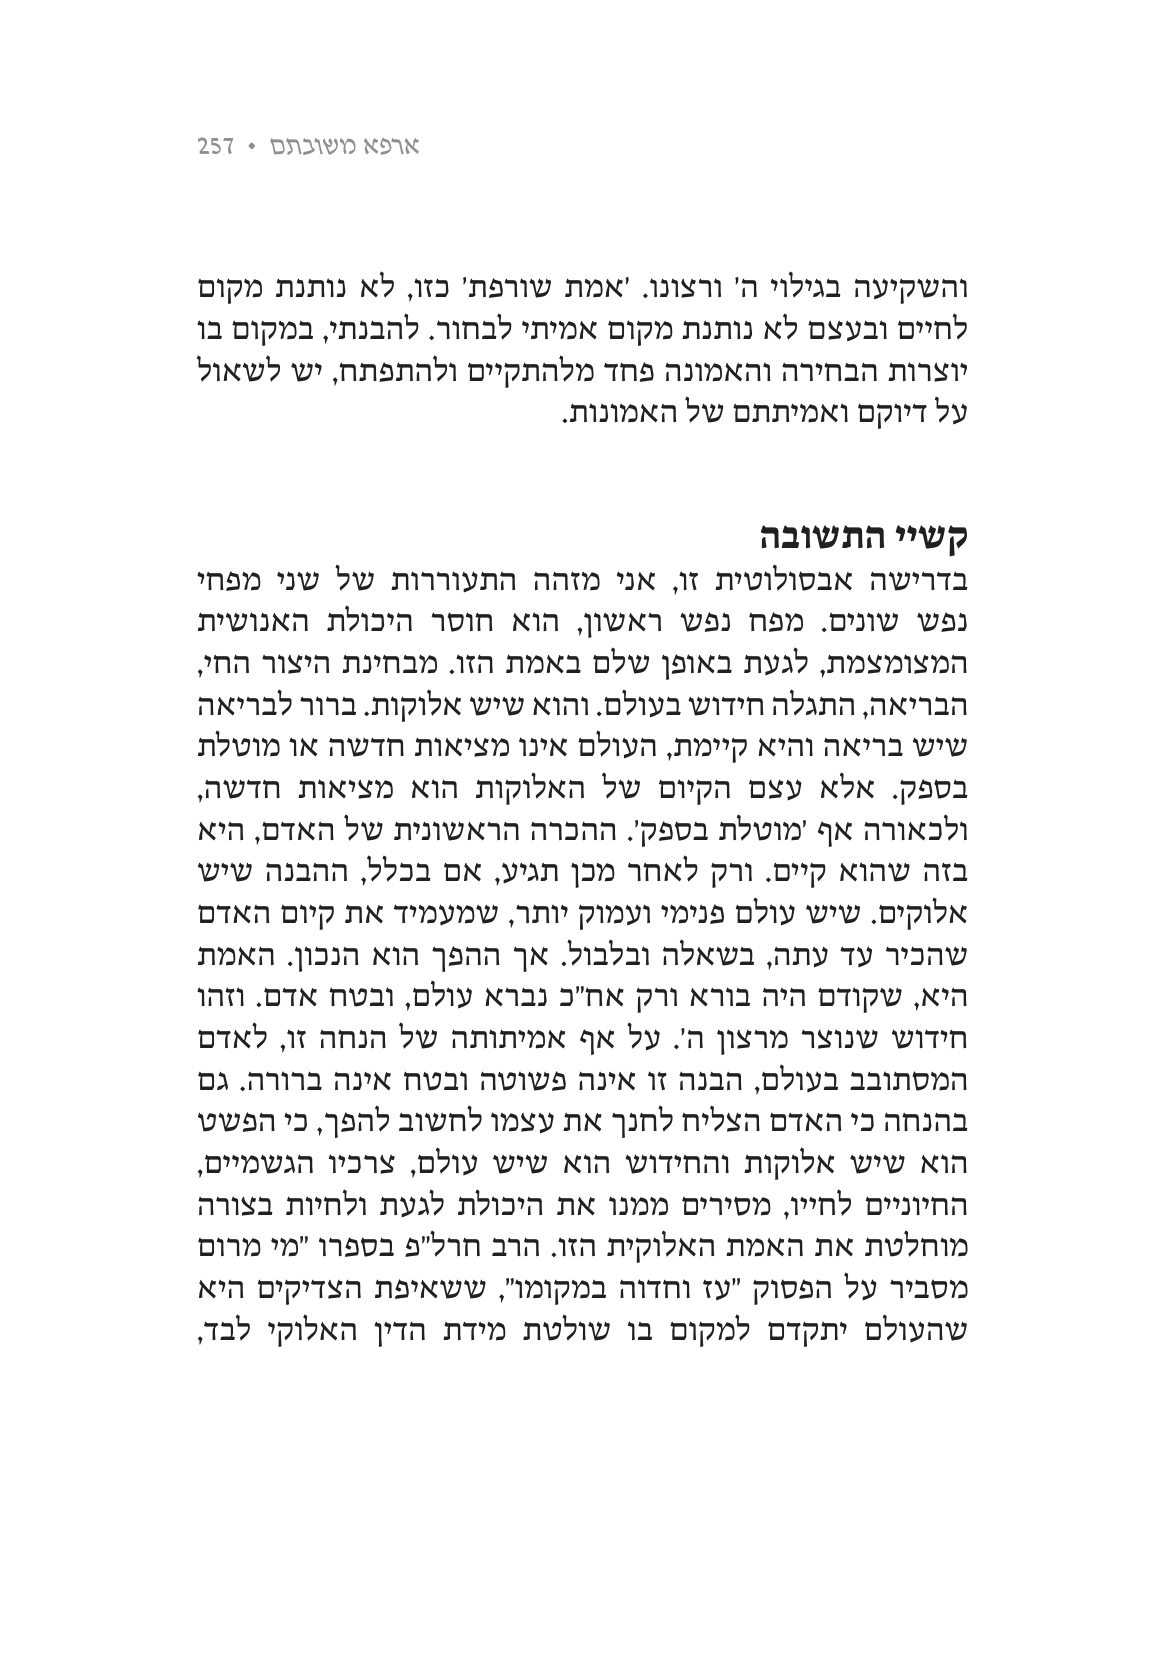 ארפא משובתם • 257
והשקיעה בגילוי ה' ורצונו. 'אמת שורפת' כזו, לא נותנת מקום
לחיים ובעצם לא נותנת מקום אמיתי לבחור. להבנתי, במקום בו
יוצרות הבחירה והאמונה פחד מלהתקיים ולהתפתח, יש לשאול
על דיוקם ואמיתתם של האמונות.
קשיי התשובה
בדרישה אבסולוטית זו, אני מזהה התעוררות של שני מפחי
נפש שונים. מפח נפש ראשון, הוא חוסר היכולת האנושית
המצומצמת, לגעת באופן שלם באמת הזו. מבחינת היצור החי,
הבריאה, התגלה חידוש בעולם. והוא שיש אלוקות. ברור לבריאה
שיש בריאה והיא קיימת, העולם אינו מציאות חדשה או מוטלת
בספק. אלא עצם הקיום של האלוקות הוא מציאות חדשה,
ולכאורה אף 'מוטלת בספק'. ההכרה הראשונית של האדם, היא
בזה שהוא קיים. ורק לאחר מכן תגיע, אם בכלל, ההבנה שיש
אלוקים. שיש עולם פנימי ועמוק יותר, שמעמיד את קיום האדם
שהכיר עד עתה, בשאלה ובלבול. אך ההפך הוא הנכון. האמת
היא, שקודם היה בורא ורק אח"כ נברא עולם, ובטח אדם. וזהו
חידוש שנוצר מרצון ה'. על אף אמיתותה של הנחה זו, לאדם
המסתובב בעולם, הבנה זו אינה פשוטה ובטח אינה ברורה. גם
בהנחה כי האדם הצליח לחנך את עצמו לחשוב להפך, כי הפשט
הוא שיש אלוקות והחידוש הוא שיש עולם, צרכיו הגשמיים,
החיוניים לחייו, מסירים ממנו את היכולת לגעת ולחיות בצורה
מוחלטת את האמת האלוקית הזו. הרב חרל"פ בספרו "מי מרום
מסביר על הפסוק "עז וחדוה במקומו", ששאיפת הצדיקים היא
שהעולם יתקדם למקום בו שולטת מידת הדין האלוקי לבד,